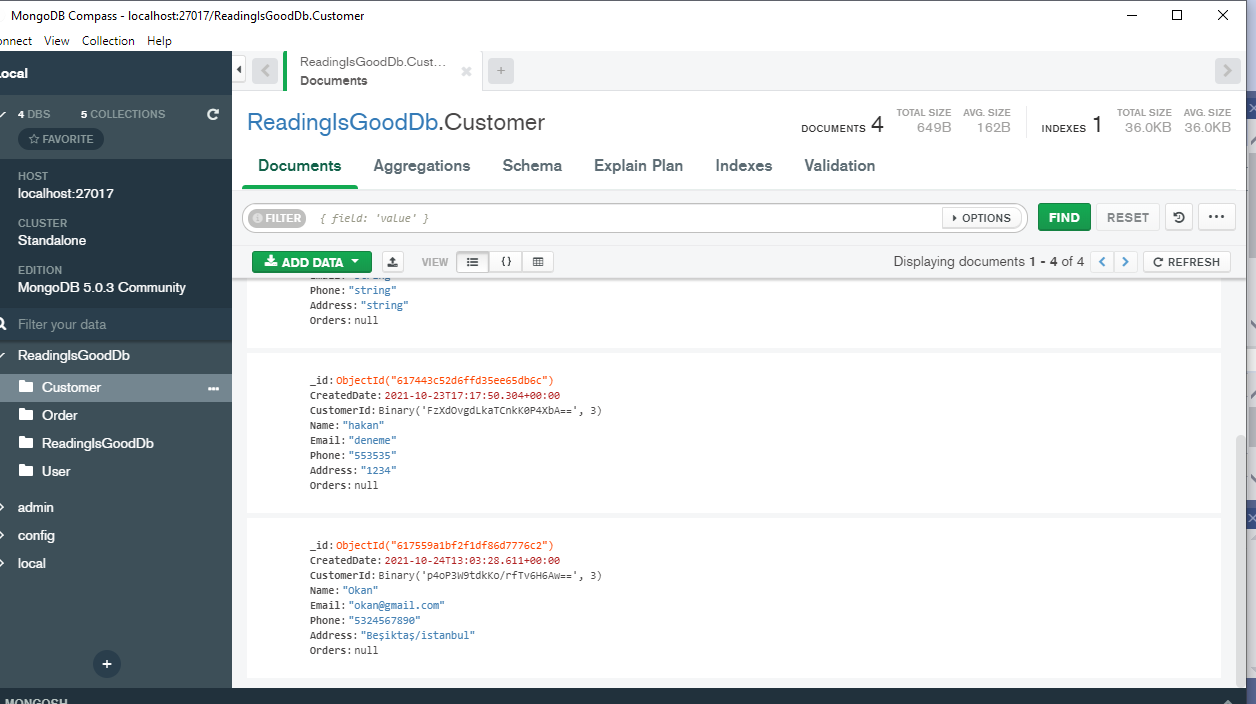 MongoDB Compass - localhost:27017/ReadingIsGoodDb.Customer
onnect View Collection Help
ocal
4 DBS 5 COLLECTIONS
FAVORITE
HOST
localhost:27017
CLUSTER
Standalone
EDITION
MongoDB 5.0.3 Community
Filter your data
ReadingIsGoodDb
Customer
Order
ReadingIsGoodDb
User
admin
config
local
ReadingIsGoodDb.Cust...
Documents
ReadingIsGoodDb.Customer
DOCUMENTS 4
TOTAL SIZE 649B
AVG. SIZE 162B
INDEXES 1
TOTAL SIZE 36.0KB
AVG. SIZE 36.0KB
Documents Aggregations Schema Explain Plan Indexes Validation
FILTER { field: 'value' } OPTIONS FIND RESET
ADD DATA VIEW Displaying documents 1 - 4 of 4 REFRESH
Phone: "string"
Address: "string"
Orders: null
_id: ObjectId("617443c52d6ffd35ee65db6c")
CreatedDate: 2021-10-23T17:17:50.304+00:00
CustomerId: Binary('FzXdOvgdLkaTCnkK0P4XbA==', 3)
Name: "hakan"
Email: "deneme"
Phone: "553535"
Address: "1234"
Orders: null
_id: ObjectId("617559a1bf2f1df86d7776c2")
CreatedDate: 2021-10-24T13:03:28.611+00:00
CustomerId: Binary('p4oP3W9tdkKo/rfTv6H6Aw==', 3)
Name: "Okan"
Email: "okan@gmail.com"
Phone: "5324567890"
Address: "Beşiktaş/istanbul"
Orders: null
MONGOSH